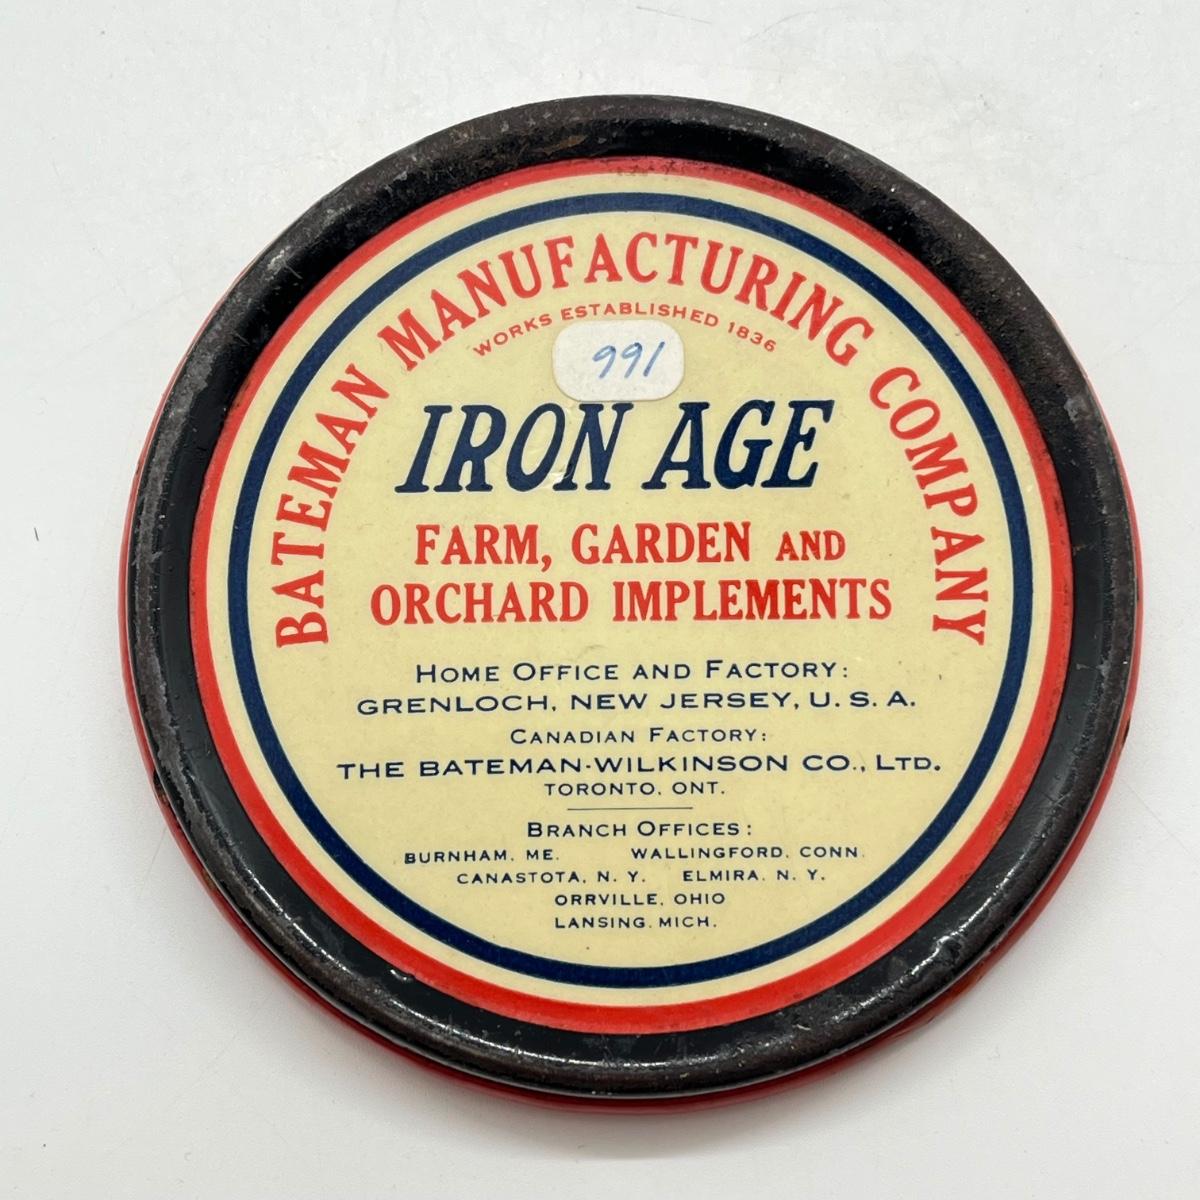 BATEMAN MANUFACTURING COMPANY
WORKS ESTABLISHED 1836
991
IRON AGE
FARM, GARDEN AND
ORCHARD IMPLEMENTS
HOME OFFICE AND FACTORY:
GRENLOCH, NEW JERSEY, U. S. A.
CANADIAN FACTORY:
THE BATEMAN-WILKINSON CO., LTD.
TORONTO, ONT.
BRANCH OFFICES:
BURNHAM, ME. WALLINGFORD, CONN.
CANASTOTA, N. Y. ELMIRA, N. Y.
ORRVILLE, OHIO
LANSING, MICH.